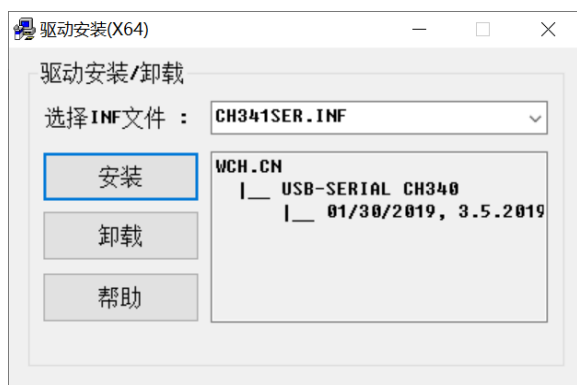 驱动安装(X64)
驱动安装/卸载
选择INF文件 : CH341SER.INF
安装
卸载
帮助
WCH.CN
|__ USB-SERIAL CH340
|__ 01/30/2019, 3.5.2019